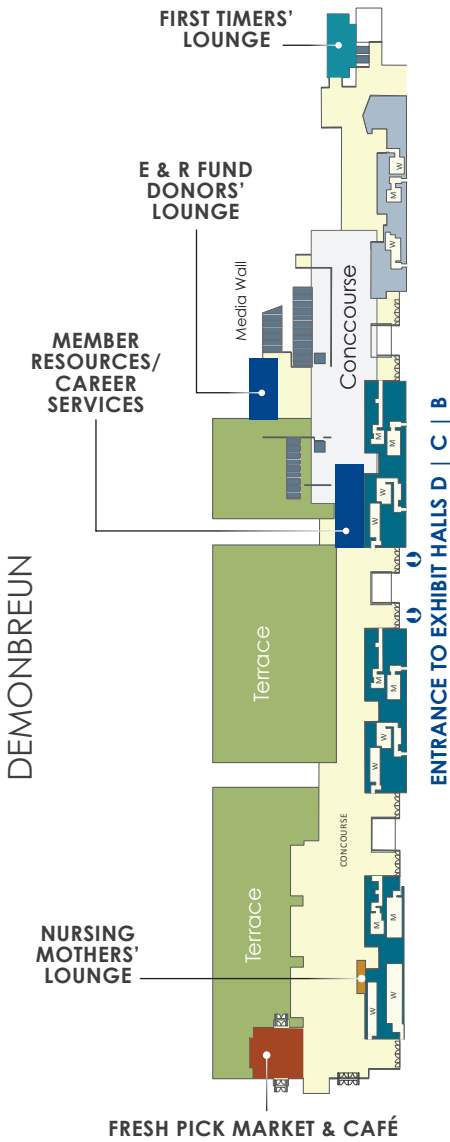 FIRST TIMERS'
LOUNGE
E & R FUND
DONORS'
LOUNGE
Media Wall
MEMBER
RESOURCES/
CAREER
SERVICES
Conccourse
W
M
W
M
M
W
W
DEMONBREUN
Terrace
ENTRANCE TO EXHIBIT HALLS D | C | B
M
M
W
W
CONCOURSE
Terrace
NURSING
MOTHERS'
LOUNGE
M
M
W
W
FRESH PICK MARKET & CAFÉ